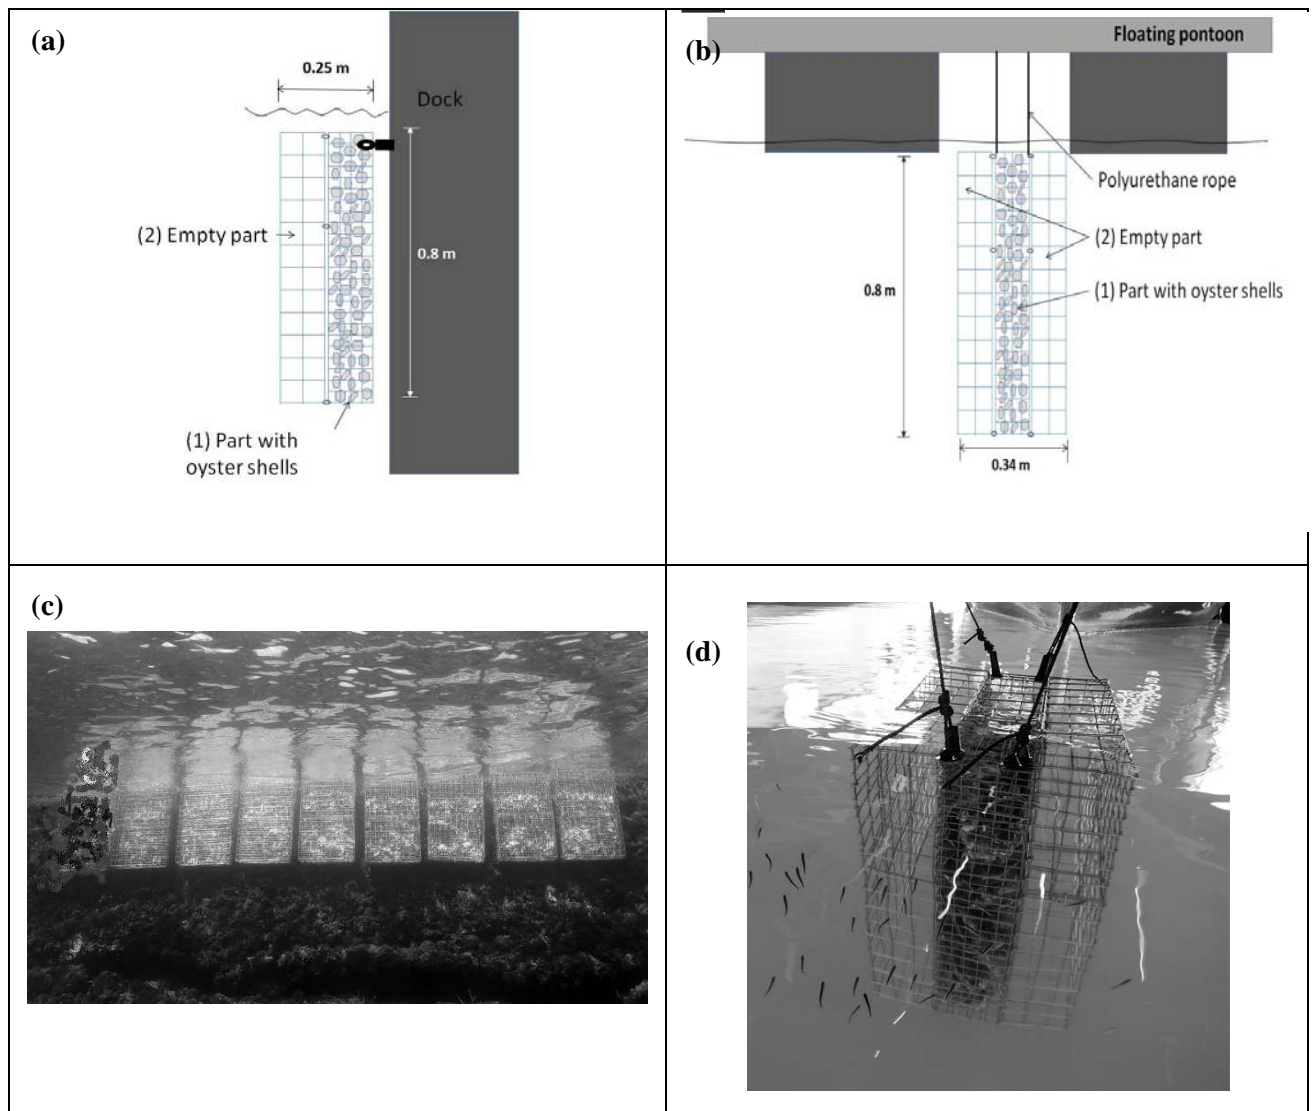 (a)
0.25 m
Dock
(2) Empty part
0.8 m
(1) Part with
oyster shells
(b)
Floating pontoon
Polyurethane rope
(2) Empty part
(1) Part with oyster shells
0.8 m
0.34 m
(c)
(d)